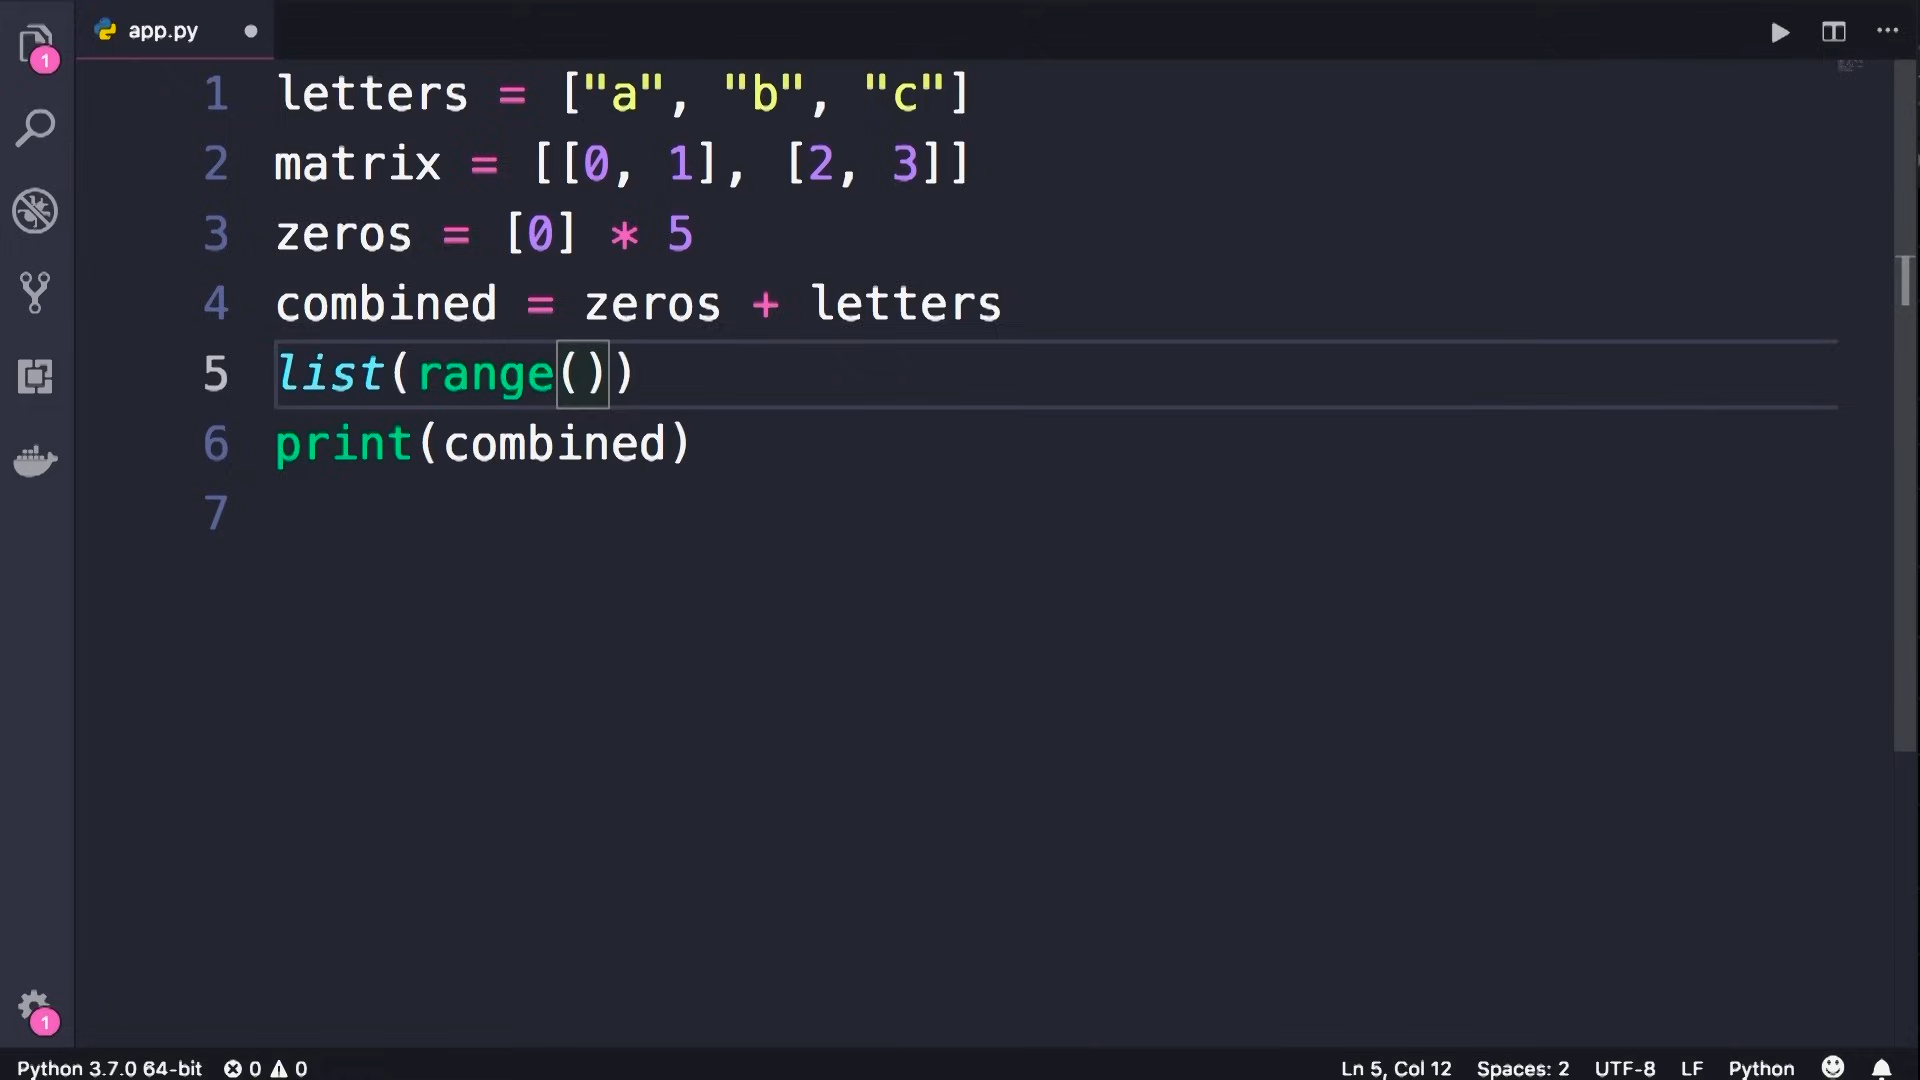 app.py
1 letters = ["a", "b", "c"]
2 matrix = [[0, 1], [2, 3]]
3 zeros = [0] * 5
4 combined = zeros + letters
5 list(range())
6 print(combined)
7
1
1
Python 3.7.0 64-bit 0 0 Ln 5, Col 12 Spaces: 2 UTF-8 LF Python